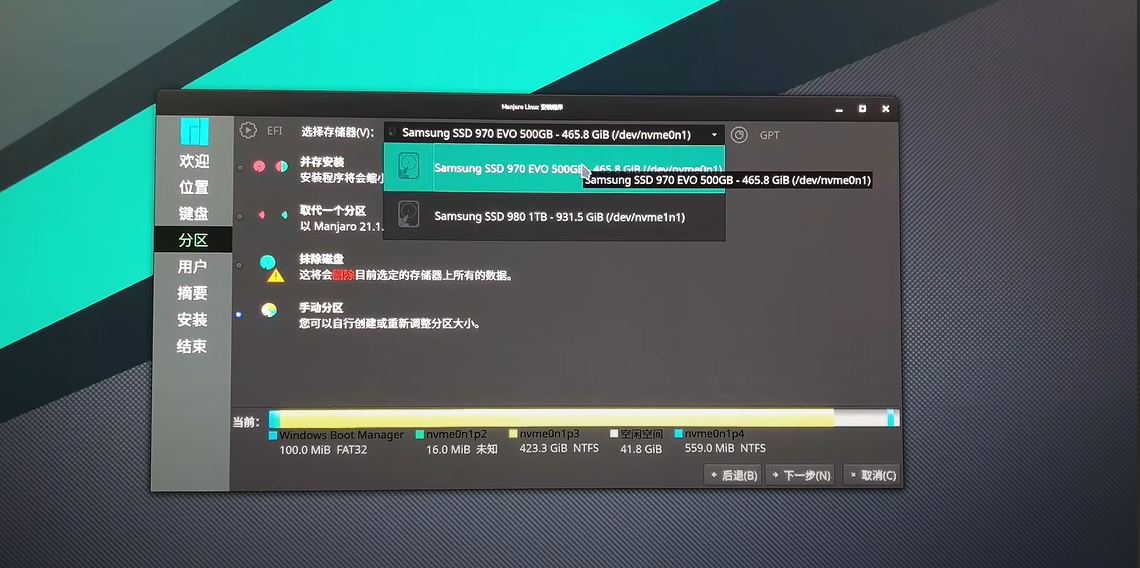 Manjaro Linux 安装程序
欢迎
位置
键盘
分区
用户
摘要
安装
结束
EFI 选择存储器(V): Samsung SSD 970 EVO 500GB - 465.8 GiB (/dev/nvme0n1) GPT
Samsung SSD 970 EVO 500GB - 465.8 GiB (/dev/nvme0n1)
Samsung SSD 970 EVO 500GB - 465.8 GiB (/dev/nvme0n1)
Samsung SSD 980 1TB - 931.5 GiB (/dev/nvme1n1)
并存安装
安装程序将会缩小
取代一个分区
以 Manjaro 21.1.
抹除磁盘
这将会删除目前选定的存储器上所有的数据。
手动分区
您可以自行创建或重新调整分区大小。
当前:
Windows Boot Manager nvme0n1p2 nvme0n1p3 空闲空间 nvme0n1p4
100.0 MiB FAT32 16.0 MiB 未知 423.3 GiB NTFS 41.8 GiB 559.0 MiB NTFS
后退(B) 下一步(N) 取消(C)